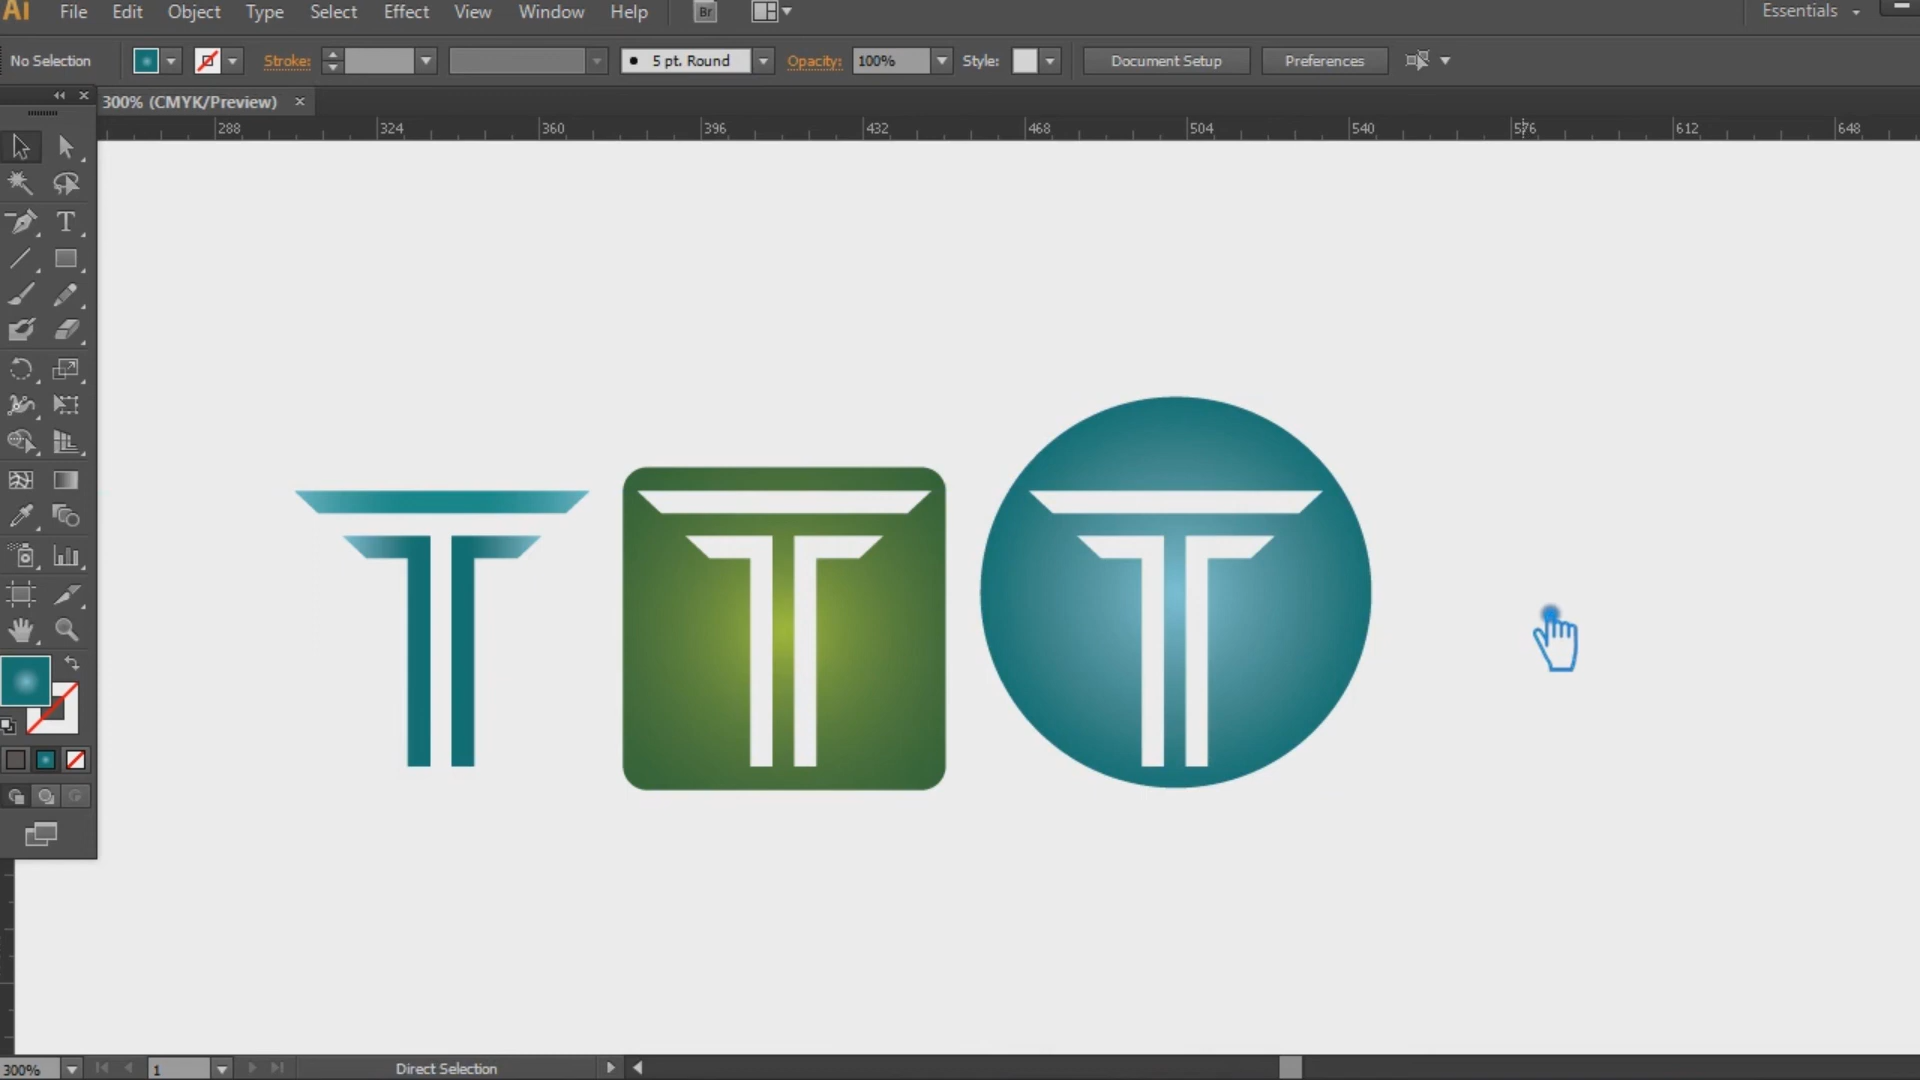 Ai File Edit Object Type Select Effect View Window Help Br Essentials
No Selection Stroke: 5 pt. Round Opacity: 100% Style: Document Setup Preferences
300% (CMYK/Preview)
288 324 360 396 432 468 504 540 576 612 648
T
T T T
300% 1 Direct Selection